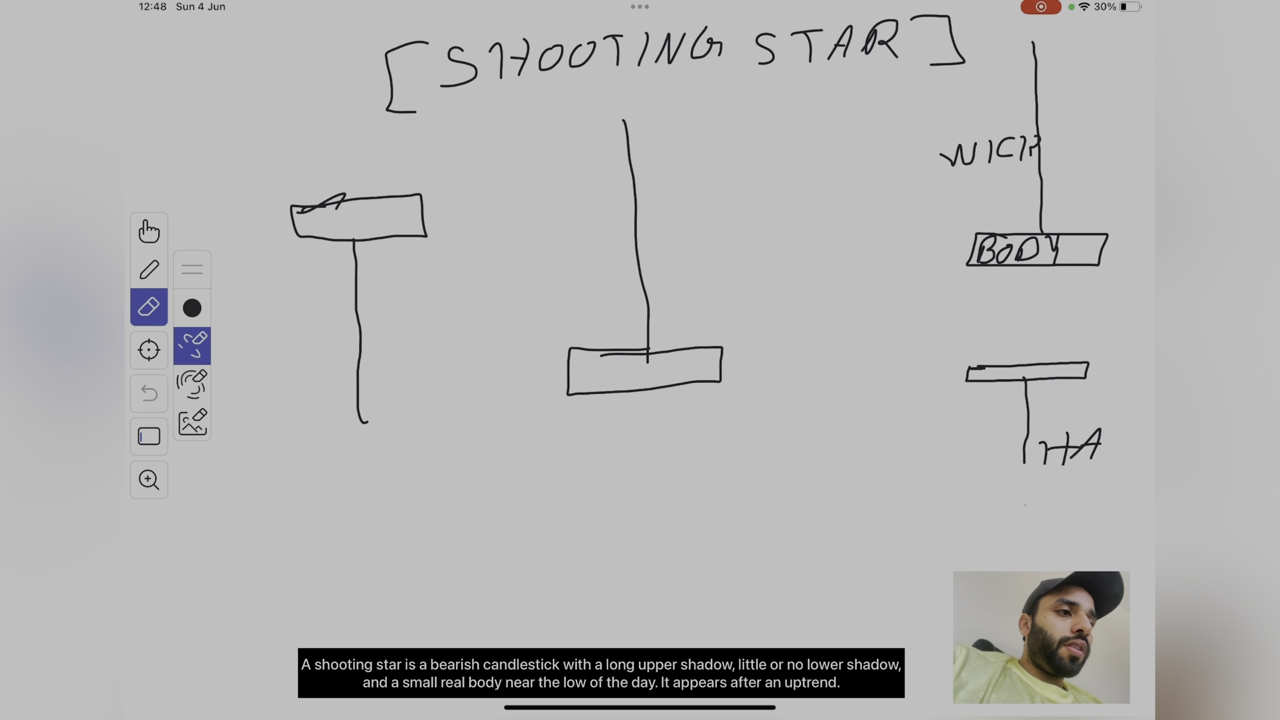 12:48 Sun 4 Jun
30%
[SHOOTING STAR]
WICK
BODY
HA
A shooting star is a bearish candlestick with a long upper shadow, little or no lower shadow,
and a small real body near the low of the day. It appears after an uptrend.